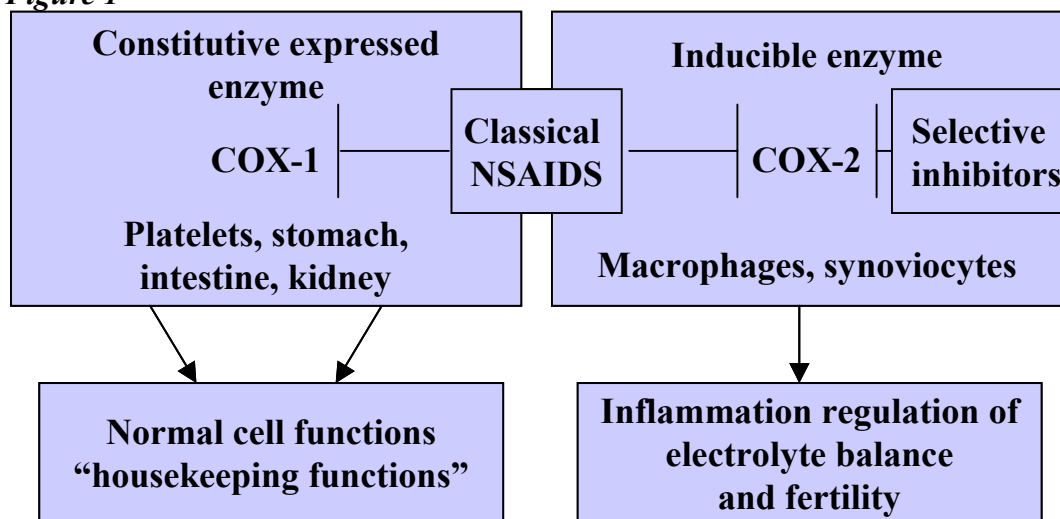 Figure 1
Constitutive expressed
enzyme
COX-1
Platelets, stomach,
intestine, kidney
Classical
NSAIDS
Inducible enzyme
COX-2
Selective
inhibitors
Macrophages, synoviocytes
Normal cell functions
“housekeeping functions”
Inflammation regulation of
electrolyte balance
and fertility